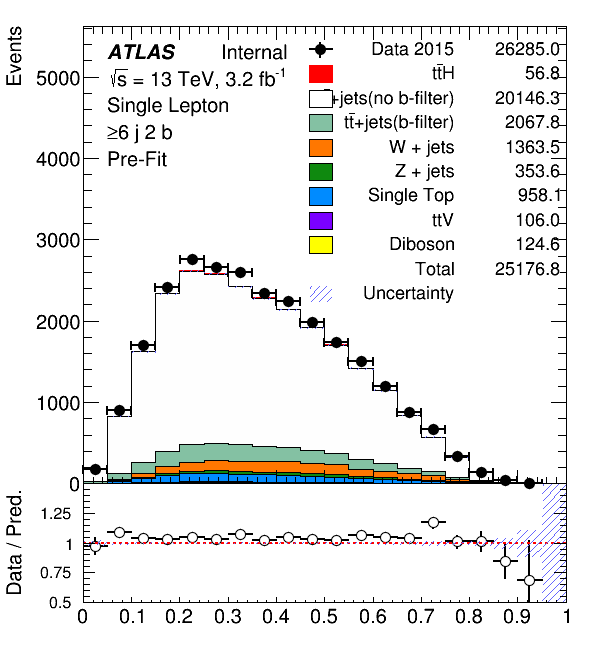 Events
ATLAS Internal
√s = 13 TeV, 3.2 fb⁻¹
Single Lepton
≥6 j 2 b
Pre-Fit
Data 2015 26285.0
tt̄H 56.8
+jets(no b-filter) 20146.3
tt̄+jets(b-filter) 2067.8
W + jets 1363.5
Z + jets 353.6
Single Top 958.1
ttV 106.0
Diboson 124.6
Total 25176.8
Uncertainty
5000
4000
3000
2000
1000
0
Data / Pred.
1.25
1
0.75
0.5
0 0.1 0.2 0.3 0.4 0.5 0.6 0.7 0.8 0.9 1